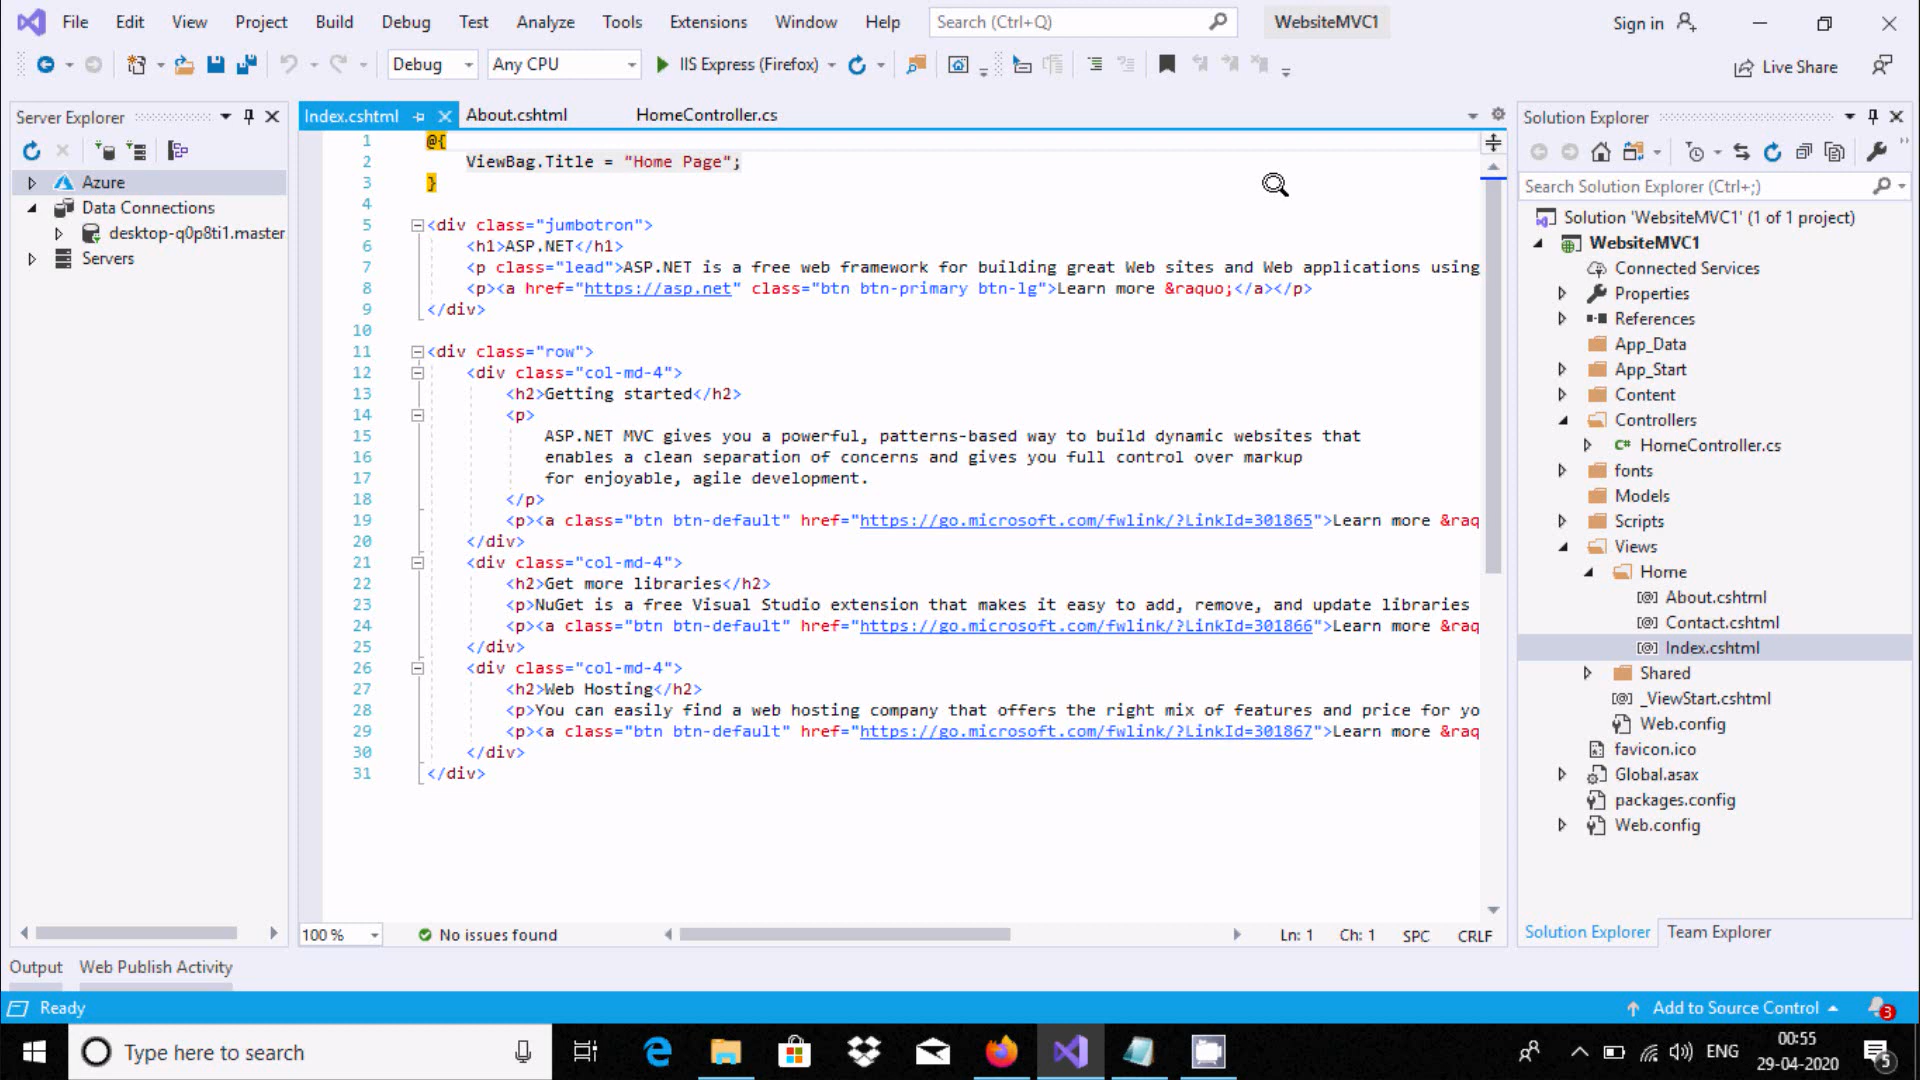 File Edit View Project Build Debug Test Analyze Tools Extensions Window Help Search (Ctrl+Q) WebsiteMVC1 Sign in
Debug Any CPU IIS Express (Firefox) Live Share
Server Explorer
Azure
Data Connections
desktop-q0p8ti1.master
Servers
Index.cshtml About.cshtml HomeController.cs
1 @{
2 ViewBag.Title = "Home Page";
3 }
4
5 <div class="jumbotron">
6 <h1>ASP.NET</h1>
7 <p class="lead">ASP.NET is a free web framework for building great Web sites and Web applications using
8 <p><a href="https://asp.net" class="btn btn-primary btn-lg">Learn more &raquo;</a></p>
9 </div>
10
11 <div class="row">
12 <div class="col-md-4">
13 <h2>Getting started</h2>
14 <p>
15 ASP.NET MVC gives you a powerful, patterns-based way to build dynamic websites that
16 enables a clean separation of concerns and gives you full control over markup
17 for enjoyable, agile development.
18 </p>
19 <p><a class="btn btn-default" href="https://go.microsoft.com/fwlink/?LinkId=301865">Learn more &raq
20 </div>
21 <div class="col-md-4">
22 <h2>Get more libraries</h2>
23 <p>NuGet is a free Visual Studio extension that makes it easy to add, remove, and update libraries
24 <p><a class="btn btn-default" href="https://go.microsoft.com/fwlink/?LinkId=301866">Learn more &raq
25 </div>
26 <div class="col-md-4">
27 <h2>Web Hosting</h2>
28 <p>You can easily find a web hosting company that offers the right mix of features and price for yo
29 <p><a class="btn btn-default" href="https://go.microsoft.com/fwlink/?LinkId=301867">Learn more &raq
30 </div>
31 </div>
100 % No issues found Ln: 1 Ch: 1 SPC CRLF
Solution Explorer
Search Solution Explorer (Ctrl+;)
Solution 'WebsiteMVC1' (1 of 1 project)
WebsiteMVC1
Connected Services
Properties
References
App_Data
App_Start
Content
Controllers
C# HomeController.cs
fonts
Models
Scripts
Views
Home
[@] About.cshtml
[@] Contact.cshtml
[@] Index.cshtml
Shared
[@] _ViewStart.cshtml
Web.config
favicon.ico
Global.asax
packages.config
Web.config
Solution Explorer Team Explorer
Output Web Publish Activity
Ready Add to Source Control 3
Type here to search ENG 00:55
29-04-2020 5